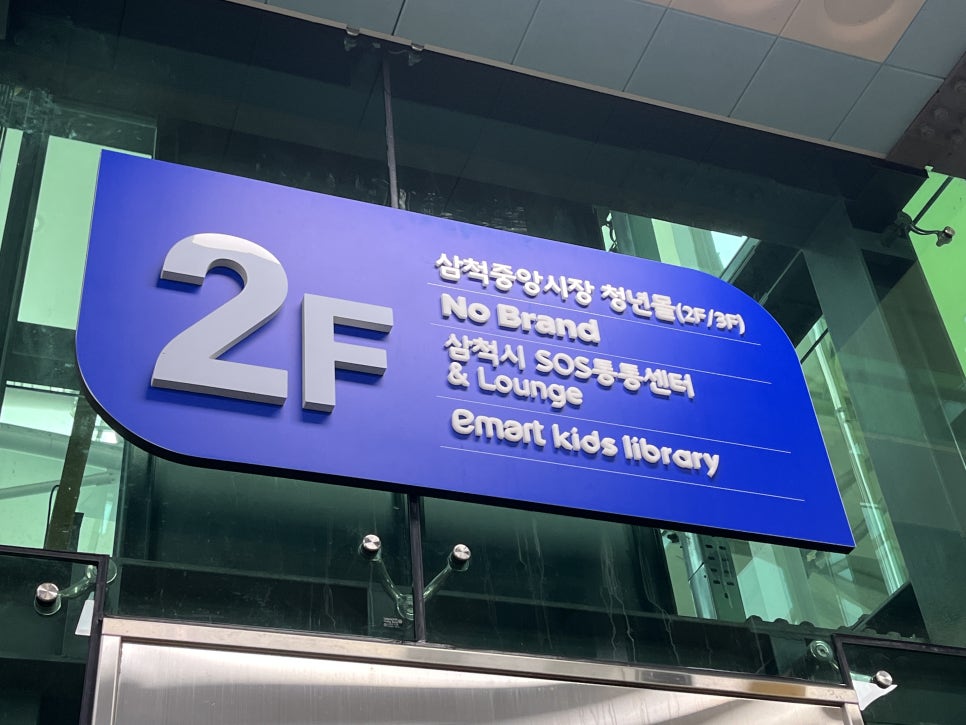 2F
삼척중앙시장 청년몰(2F/3F)
No Brand
삼척시 SOS통통센터
& Lounge
emart kids library